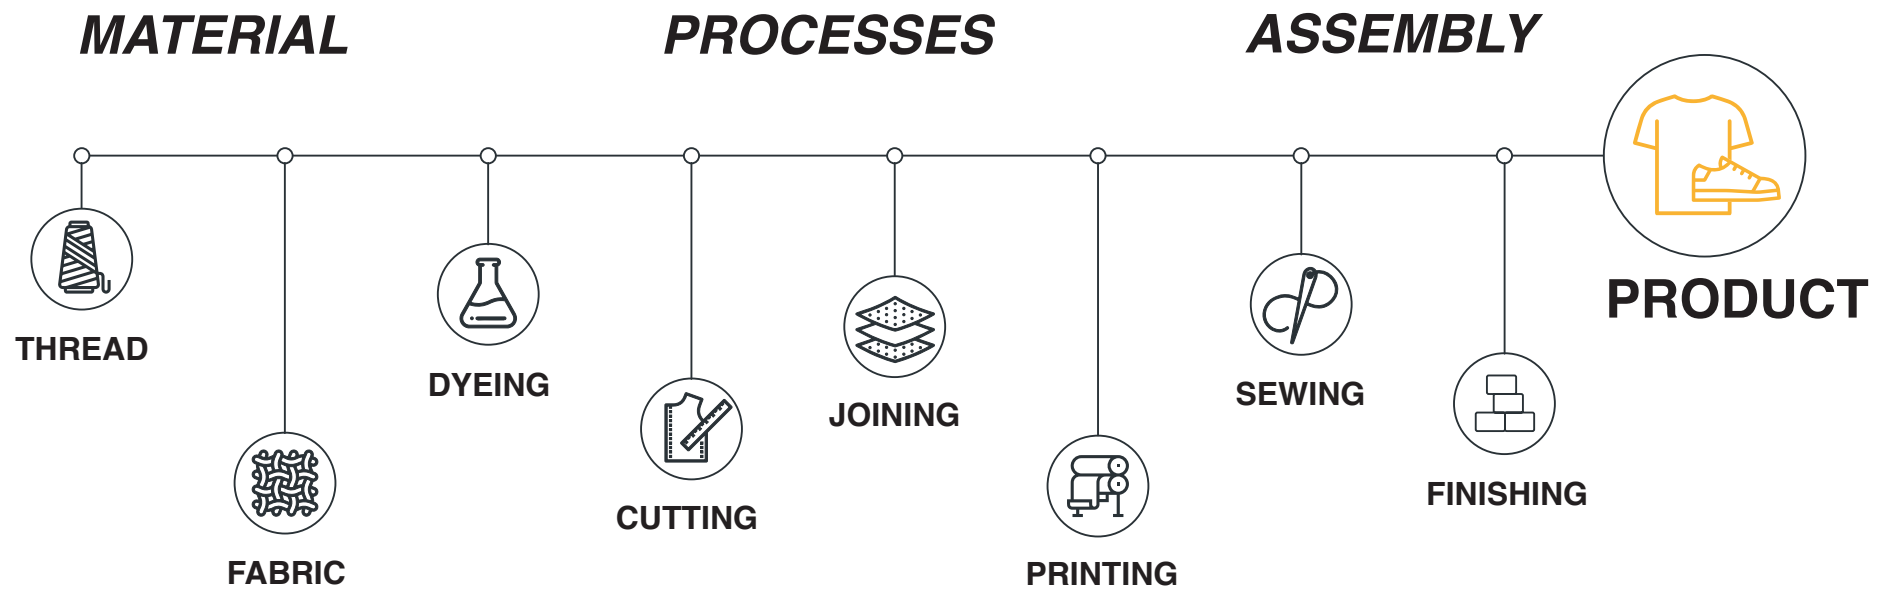 MATERIAL
PROCESSES
ASSEMBLY
THREAD
FABRIC
DYEING
CUTTING
JOINING
PRINTING
SEWING
FINISHING
PRODUCT